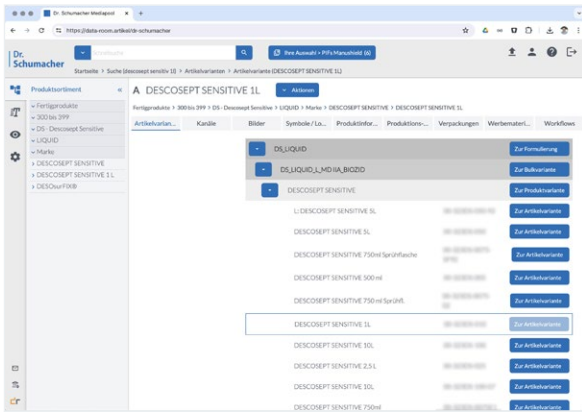 Dr. Schumacher Mediapool
https://data-room.artikel/dr-schumacher
Dr.
Schumacher
Ihre Auswahl > PIFs Manushield (6)
Startseite > Suche (descosept sensitiv 1l) > Artikelvarianten > Artikelvariante (DESCOSEPT SENSITIVE 1L)
Produktsortiment
Fertigprodukte
300 bis 399
DS - Descosept Sensitive
LIQUID
Marke
DESCOSEPT SENSITIVE
DESCOSEPT SENSITIVE 1 L
DESOsurFIX®
A DESCOSEPT SENSITIVE 1L
Aktionen
Fertigprodukte > 300 bis 399 > DS - Descosept Sensitive > LIQUID > Marke > DESCOSEPT SENSITIVE > DESCOSEPT SENSITIVE 1L
Artikelvarian... Kanäle Bilder Symbole / Lo... Produktinfor... Produktions-... Verpackungen Werbemateri... Workflows
DS_LIQUID Zur Formulierung
DS_LIQUID_L_MD IIA_BIOZID Zur Bulkvariante
DESCOSEPT SENSITIVE Zur Produktvariante
L: DESCOSEPT SENSITIVE 5L Zur Artikelvariante
DESCOSEPT SENSITIVE 5L Zur Artikelvariante
DESCOSEPT SENSITIVE 750ml Sprühflasche Zur Artikelvariante
DESCOSEPT SENSITIVE 500 ml Zur Artikelvariante
DESCOSEPT SENSITIVE 750 ml Sprühfl. Zur Artikelvariante
DESCOSEPT SENSITIVE 1L Zur Artikelvariante
DESCOSEPT SENSITIVE 10L Zur Artikelvariante
DESCOSEPT SENSITIVE 2,5 L Zur Artikelvariante
DESCOSEPT SENSITIVE 10L Zur Artikelvariante
DESCOSEPT SENSITIVE 750ml Zur Artikelvariante